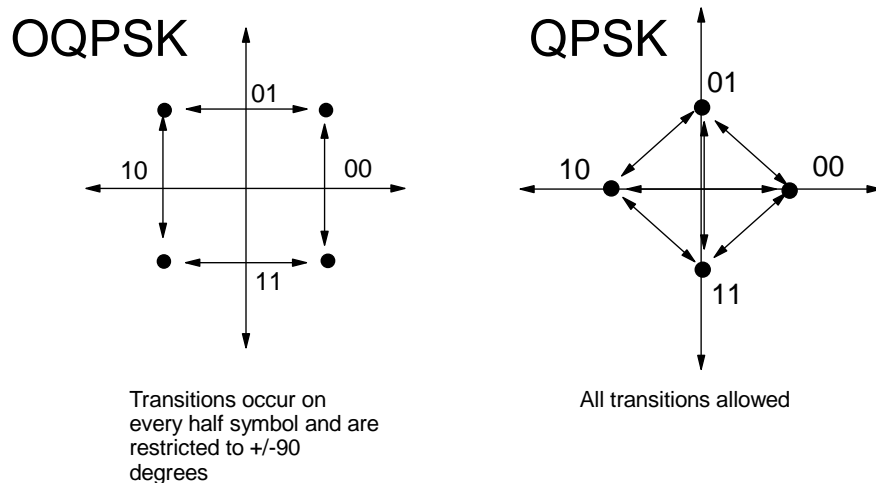 OQPSK
01
10
00
11
Transitions occur on
every half symbol and are
restricted to +/-90
degrees
QPSK
01
10
00
11
All transitions allowed